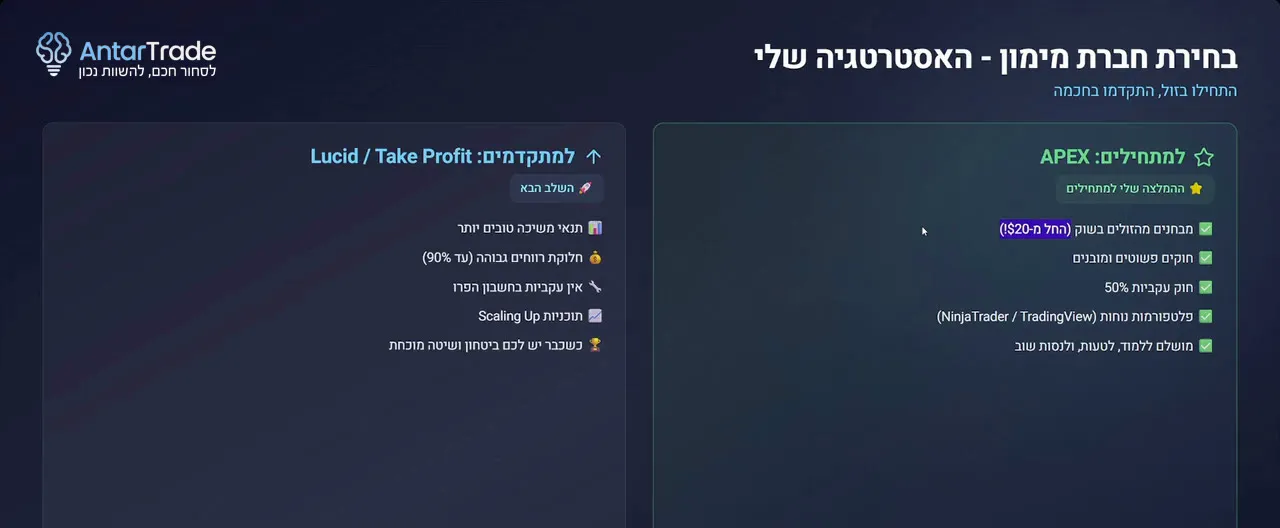 בחירת חברת מימון - האסטרטגיה שלי
התחילו בזול, התקדמו בחכמה
AntarTrade
לסחור חכם, להשוות נכון
למתחילים: APEX
ההמלצה שלי למתחילים
מבחנים מהזולים בשוק (החל מ-20$!)
חוקים פשוטים ומובנים
חוק עקביות 50%
פלטפורמות נוחות (NinjaTrader / TradingView)
מושלם ללמוד, לטעות, ולנסות שוב
למתקדמים: Lucid / Take Profit
השלב הבא
תנאי משיכה טובים יותר
חלוקת רווחים גבוהה (עד 90%)
אין עקביות בחשבון הפרו
תוכניות Scaling Up
כשכבר יש לכם ביטחון ושיטה מוכחת